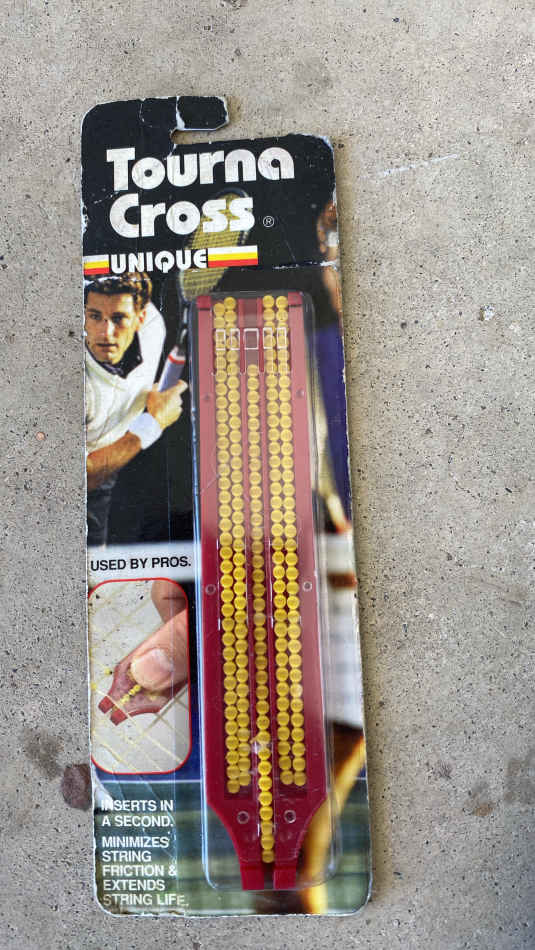 Tourna
Cross®
UNIQUE
USED BY PROS.
INSERTS IN
A SECOND.
MINIMIZES
STRING
FRICTION &
EXTENDS
STRING LIFE.